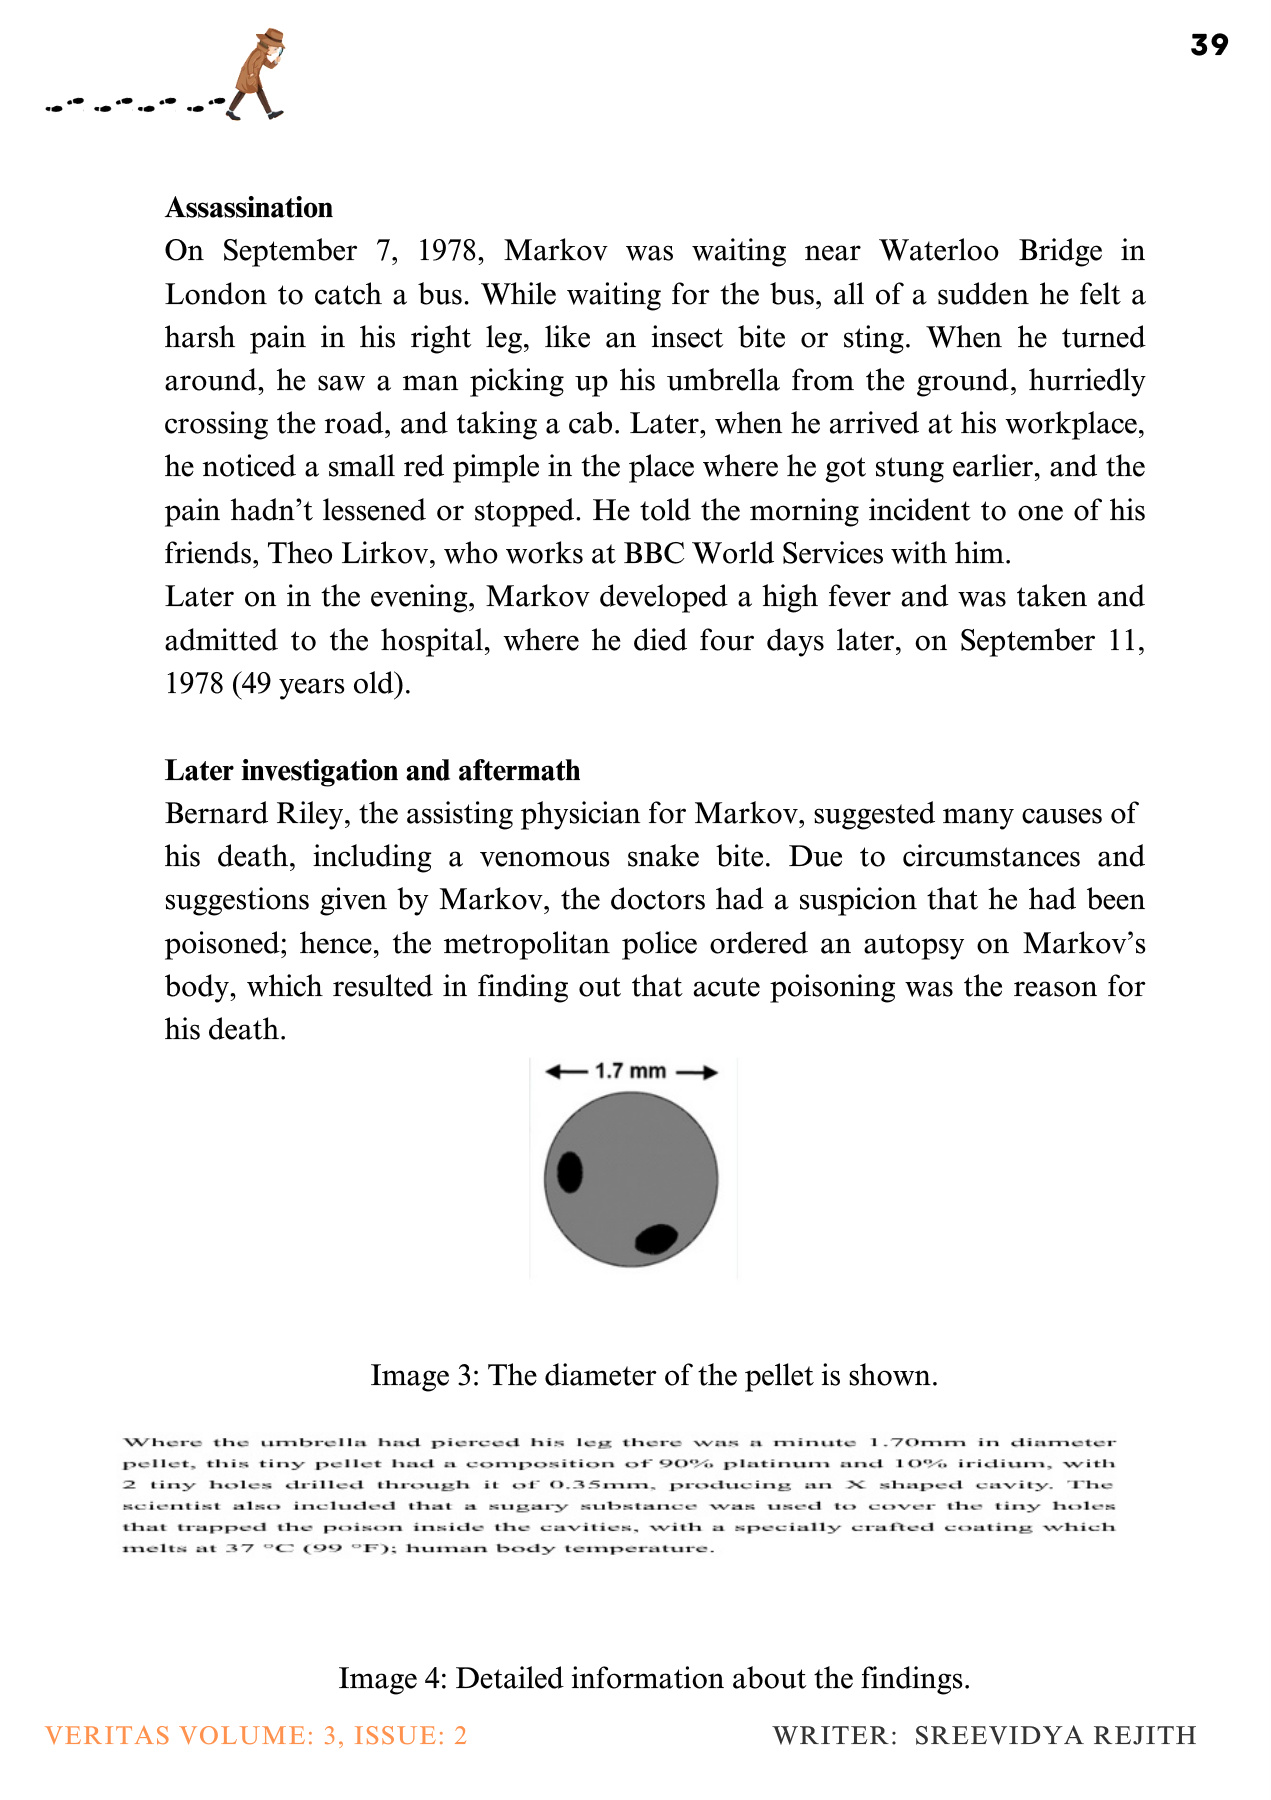 39
Assassination
On September 7, 1978, Markov was waiting near Waterloo Bridge in
London to catch a bus. While waiting for the bus, all of a sudden he felt a
harsh pain in his right leg, like an insect bite or sting. When he turned
around, he saw a man picking up his umbrella from the ground, hurriedly
crossing the road, and taking a cab. Later, when he arrived at his workplace,
he noticed a small red pimple in the place where he got stung earlier, and the
pain hadn’t lessened or stopped. He told the morning incident to one of his
friends, Theo Lirkov, who works at BBC World Services with him.
Later on in the evening, Markov developed a high fever and was taken and
admitted to the hospital, where he died four days later, on September 11,
1978 (49 years old).
Later investigation and aftermath
Bernard Riley, the assisting physician for Markov, suggested many causes of
his death, including a venomous snake bite. Due to circumstances and
suggestions given by Markov, the doctors had a suspicion that he had been
poisoned; hence, the metropolitan police ordered an autopsy on Markov’s
body, which resulted in finding out that acute poisoning was the reason for
his death.
1.7 mm
Image 3: The diameter of the pellet is shown.
Where the umbrella had pierced his leg there was a minute 1.70mm in diameter
pellet, this tiny pellet had a composition of 90% platinum and 10% iridium, with
2 tiny holes drilled through it of 0.35mm, producing an X shaped cavity. The
scientist also included that a sugary substance was used to cover the tiny holes
that trapped the poison inside the cavities, with a specially crafted coating which
melts at 37 °C (99 °F); human body temperature.
Image 4: Detailed information about the findings.
VERITAS VOLUME: 3, ISSUE: 2
WRITER: SREEVIDYA REJITH